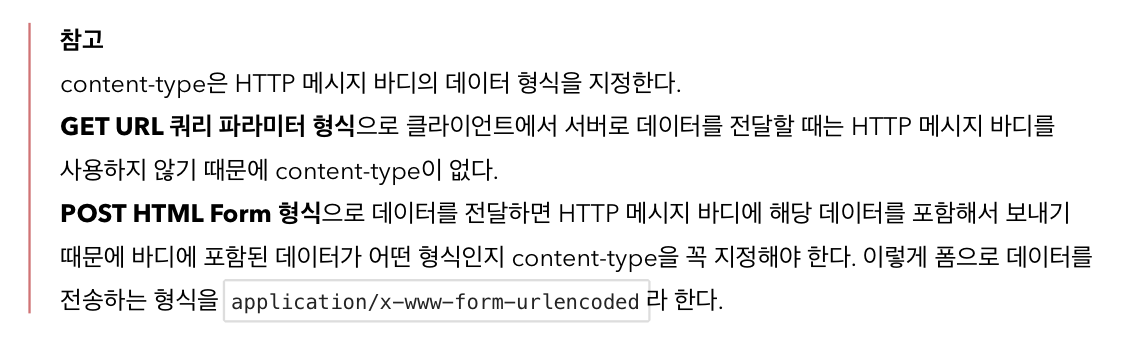 참고
content-type은 HTTP 메시지 바디의 데이터 형식을 지정한다.
GET URL 쿼리 파라미터 형식으로 클라이언트에서 서버로 데이터를 전달할 때는 HTTP 메시지 바디를
사용하지 않기 때문에 content-type이 없다.
POST HTML Form 형식으로 데이터를 전달하면 HTTP 메시지 바디에 해당 데이터를 포함해서 보내기
때문에 바디에 포함된 데이터가 어떤 형식인지 content-type을 꼭 지정해야 한다. 이렇게 폼으로 데이터를
전송하는 형식을 application/x-www-form-urlencoded라 한다.